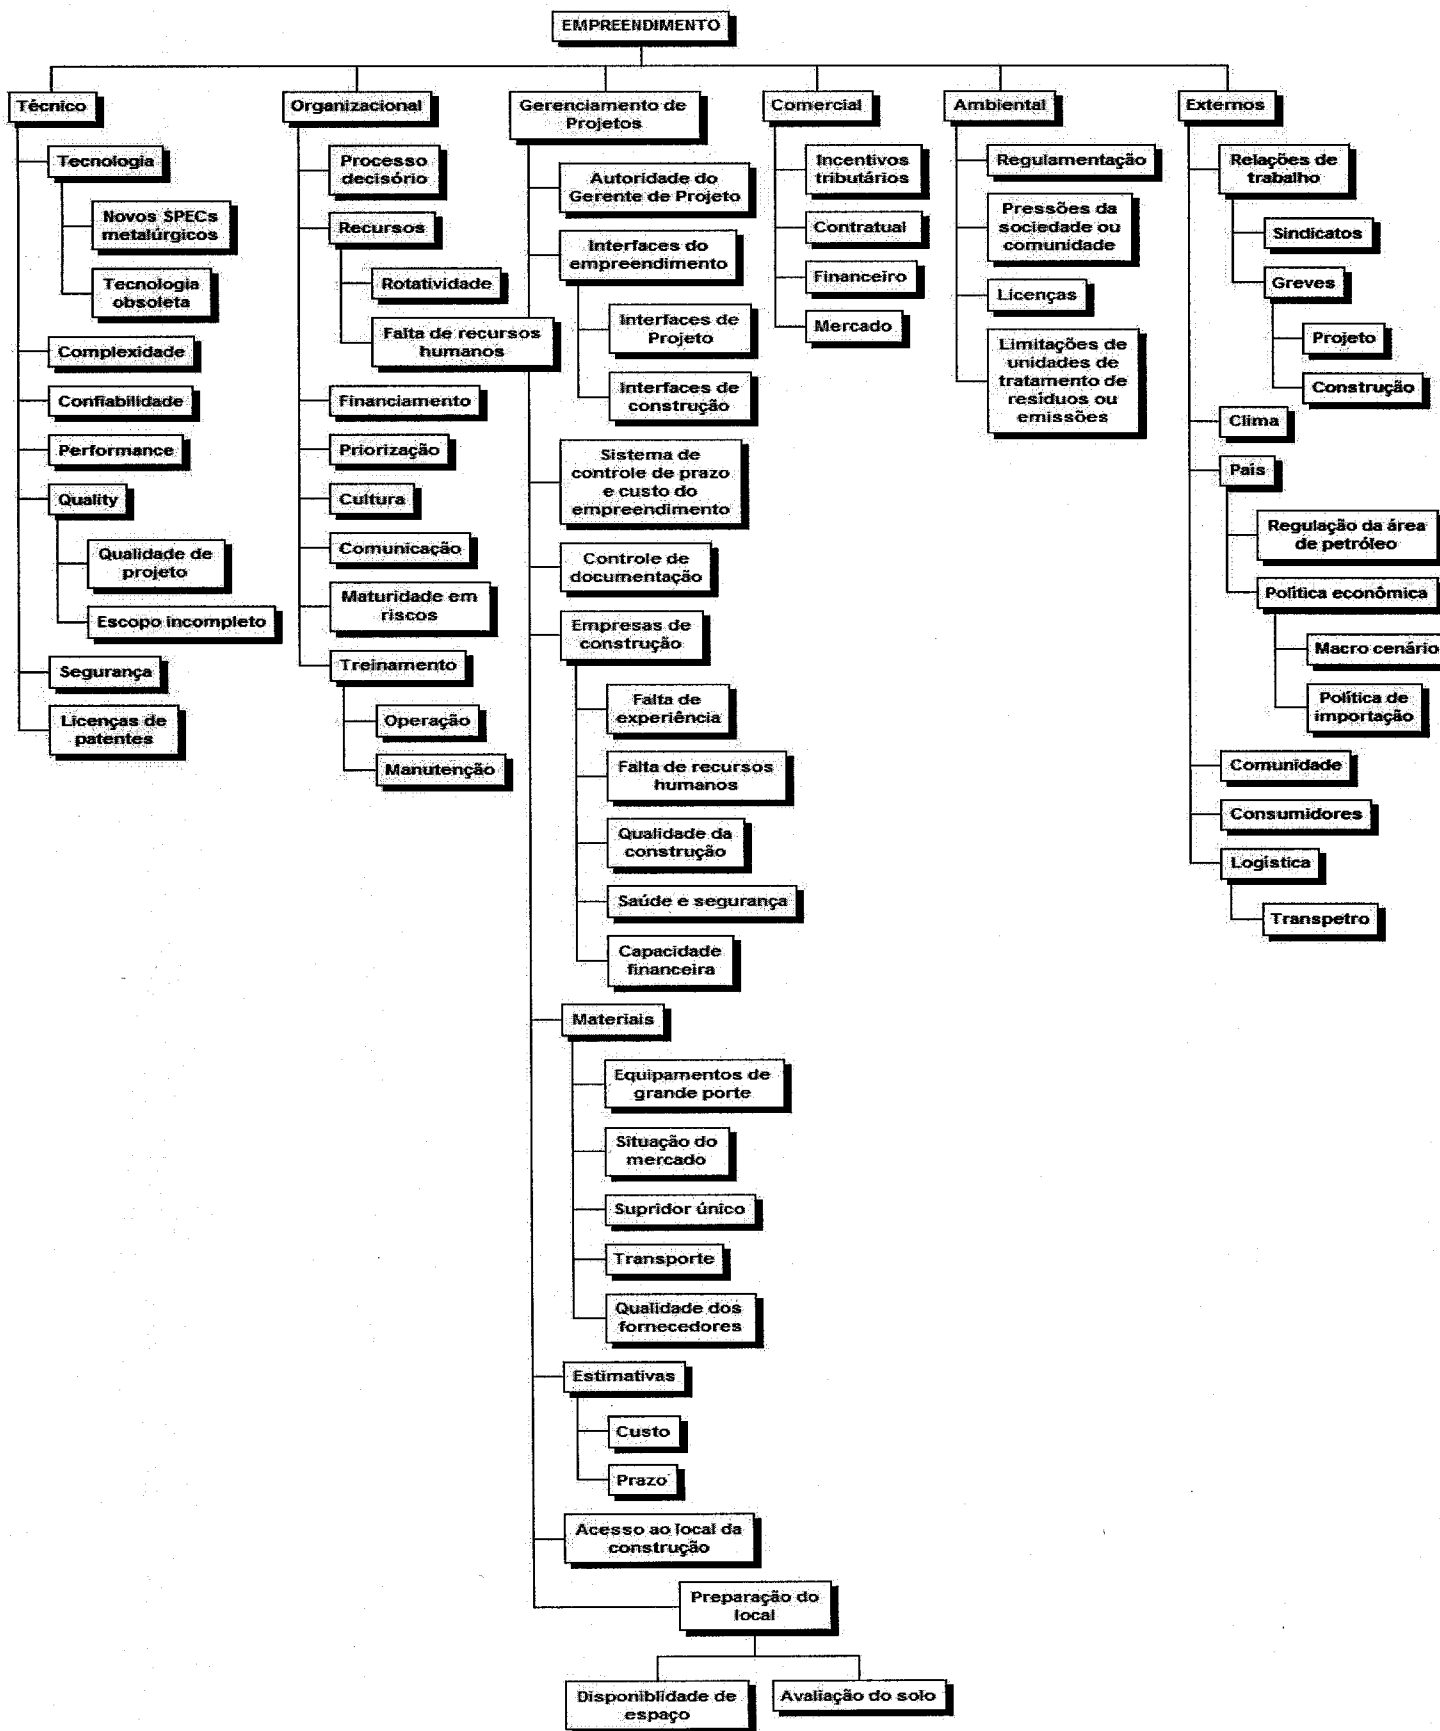 EMPREENDIMENTO
Técnico
Tecnologia
Novos SPECs
metalúrgicos
Tecnologia
obsoleta
Complexidade
Confiabilidade
Performance
Quality
Qualidade de
projeto
Escopo incompleto
Segurança
Licenças de
patentes
Organizacional
Processo
decisório
Recursos
Rotatividade
Falta de recursos
humanos
Financiamento
Priorização
Cultura
Comunicação
Maturidade em
riscos
Treinamento
Operação
Manutenção
Gerenciamento de
Projetos
Autoridade do
Gerente de Projeto
Interfaces do
empreendimento
Interfaces de
Projeto
Interfaces de
construção
Sistema de
controle de prazo
e custo do
empreendimento
Controle de
documentação
Empresas de
construção
Falta de
experiência
Falta de recursos
humanos
Qualidade da
construção
Saúde e segurança
Capacidade
financeira
Materiais
Equipamentos de
grande porte
Situação do
mercado
Supridor único
Transporte
Qualidade dos
fornecedores
Estimativas
Custo
Prazo
Acesso ao local da
construção
Preparação do
local
Disponiblidade de
espaço
Avaliação do solo
Comercial
Incentivos
tributários
Contratual
Financeiro
Mercado
Ambiental
Regulamentação
Pressões da
sociedade ou
comunidade
Licenças
Limitações de
unidades de
tratamento de
resíduos ou
emissões
Externos
Relações de
trabalho
Sindicatos
Greves
Projeto
Construção
Clima
País
Regulação da área
de petróleo
Política econômica
Macro cenário
Política de
importação
Comunidade
Consumidores
Logística
Transpetro